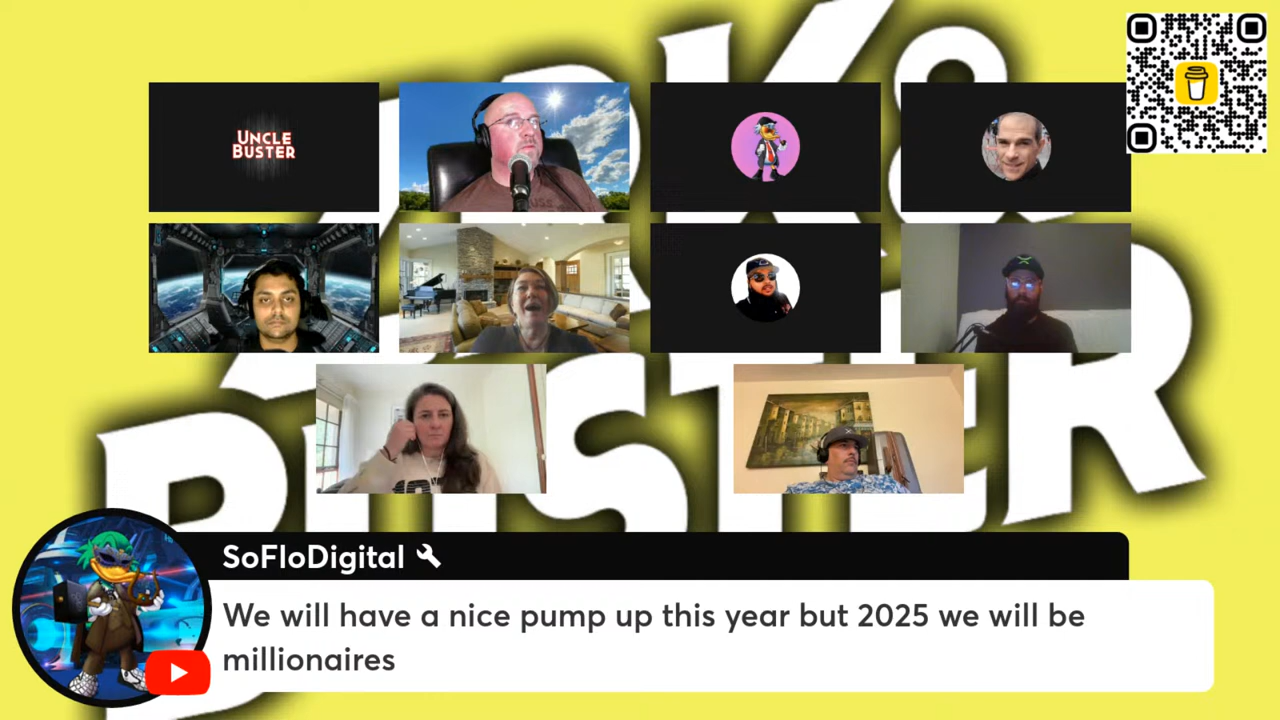 UNCLE
BUSTER
SoFloDigital
We will have a nice pump up this year but 2025 we will be
millionaires